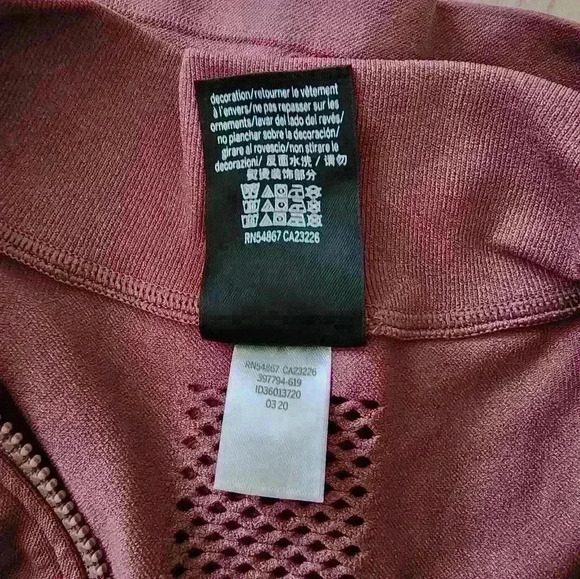 decoration/retourner le vêtement
à l'envers/ne pas repasser sur les
ornements/lavar del lado del revés/
no planchar sobre la decoración/
girare al rovescio/non stirare le
decorazioni/ 反面水洗 / 请勿
熨烫装饰部分
RN54867 CA23226
RN54867 CA23226
397794-619
ID36013720
03 20